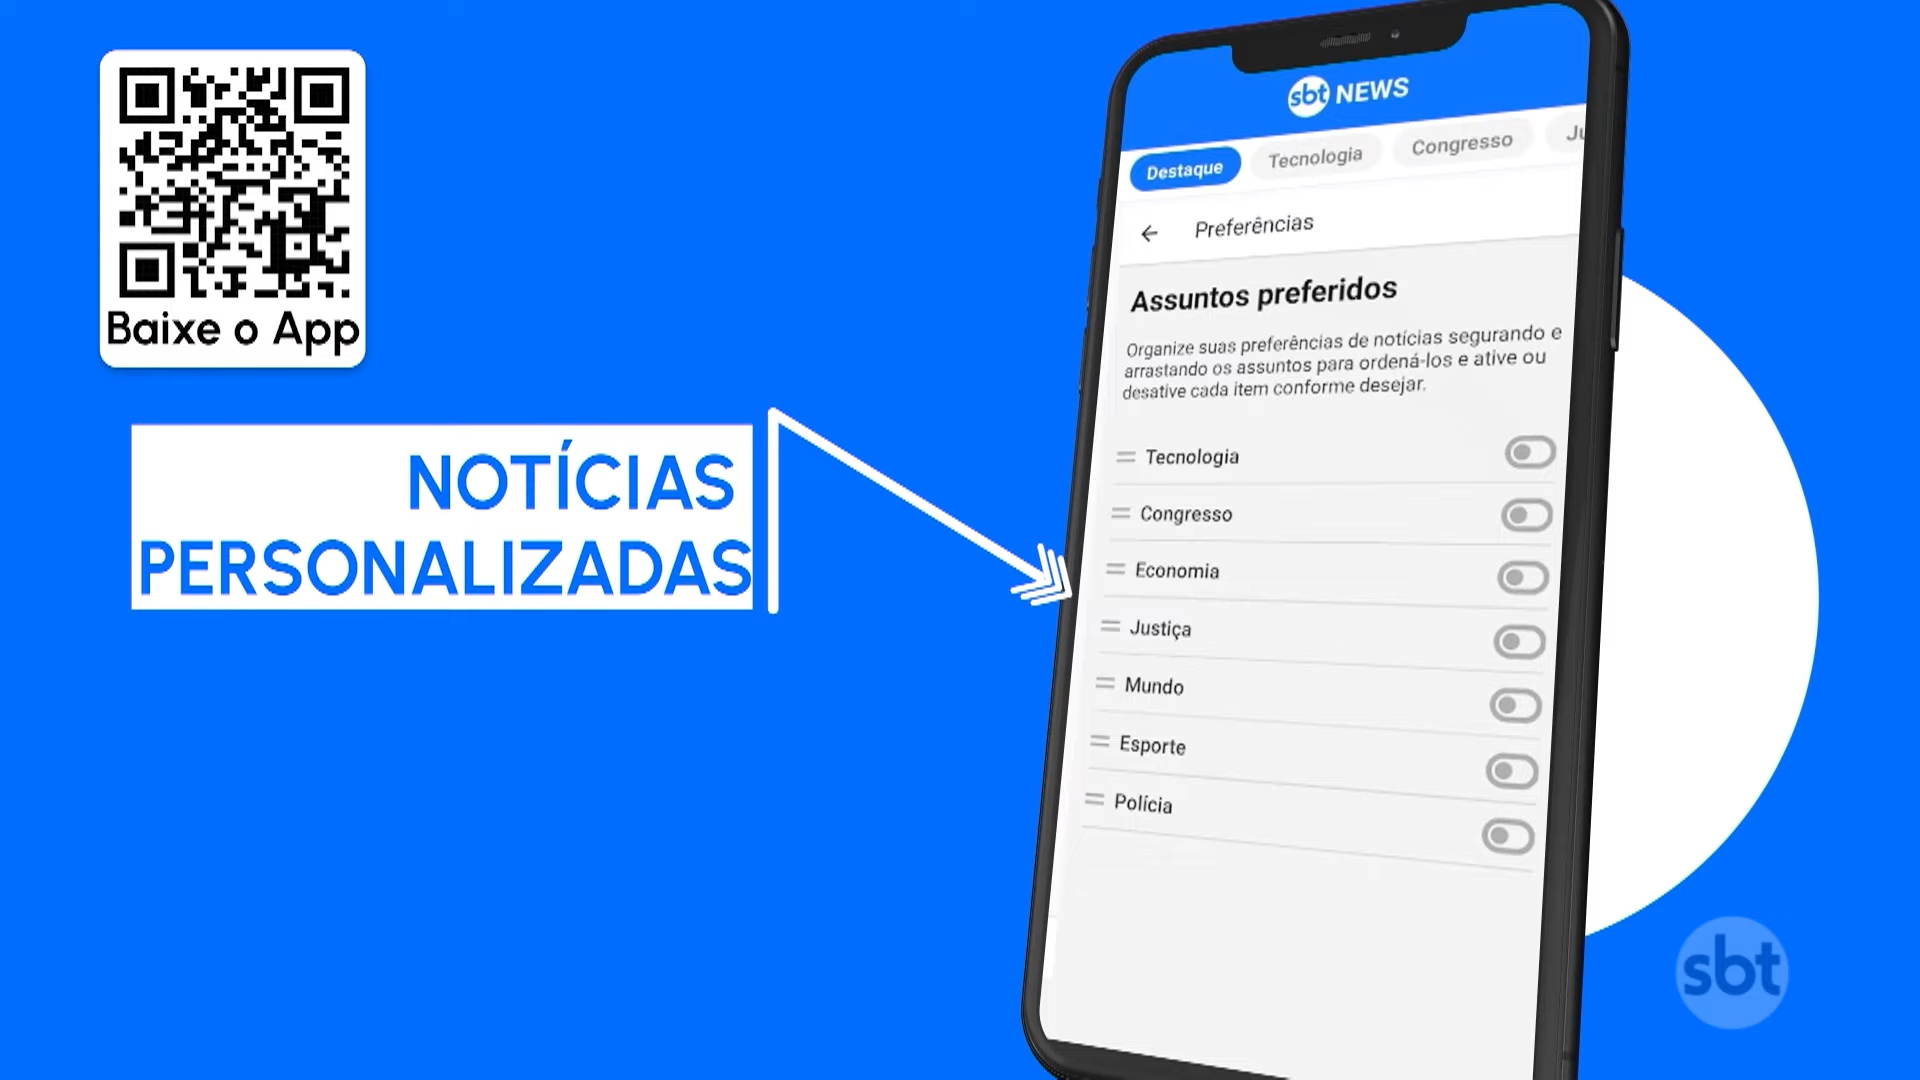 Baixe o App
NOTÍCIAS
PERSONALIZADAS
sbt NEWS
Destaque Tecnologia Congresso
Preferências
Assuntos preferidos
Organize suas preferências de notícias segurando e
arrastando os assuntos para ordená-los e ative ou
desative cada item conforme desejar.
Tecnologia
Congresso
Economia
Justiça
Mundo
Esporte
Polícia
sbt